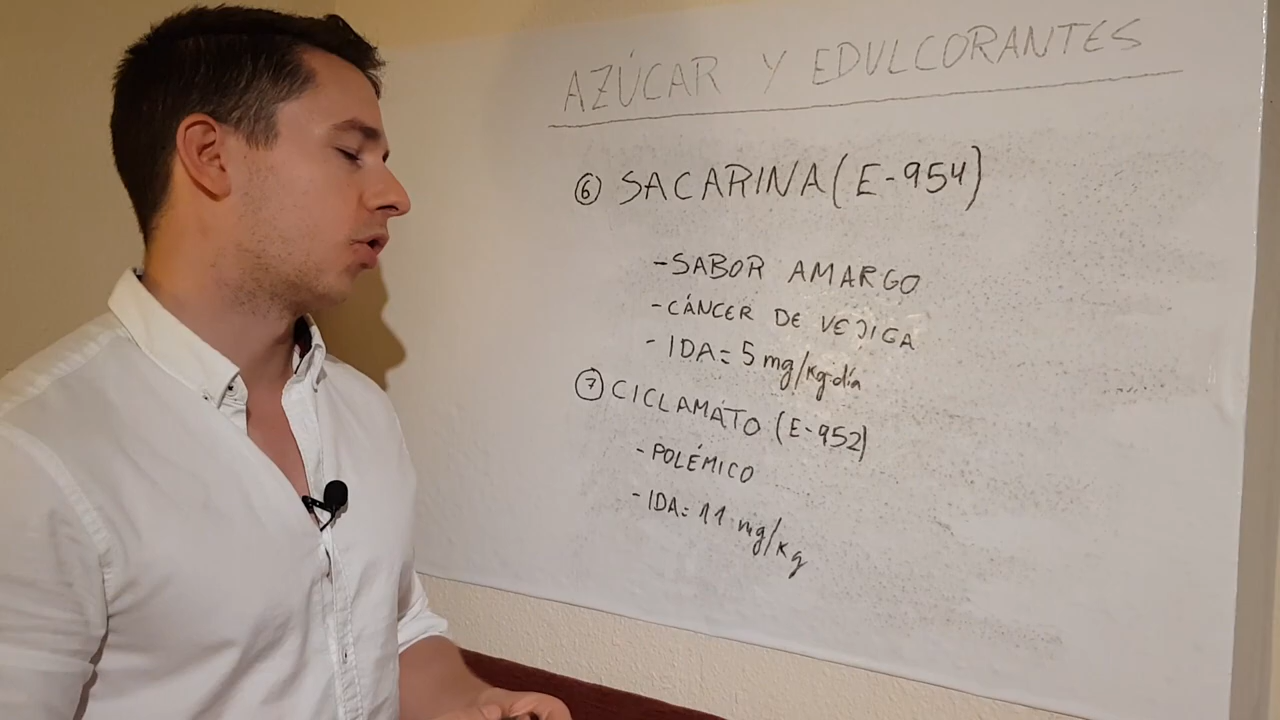 AZÚCAR Y EDULCORANTES
⑥ SACARINA (E-954)
- SABOR AMARGO
- CÁNCER DE VEJIGA
- IDA= 5 mg/kg·día
⑦ CICLAMATO (E-952)
- POLÉMICO
- IDA= 11 mg/kg